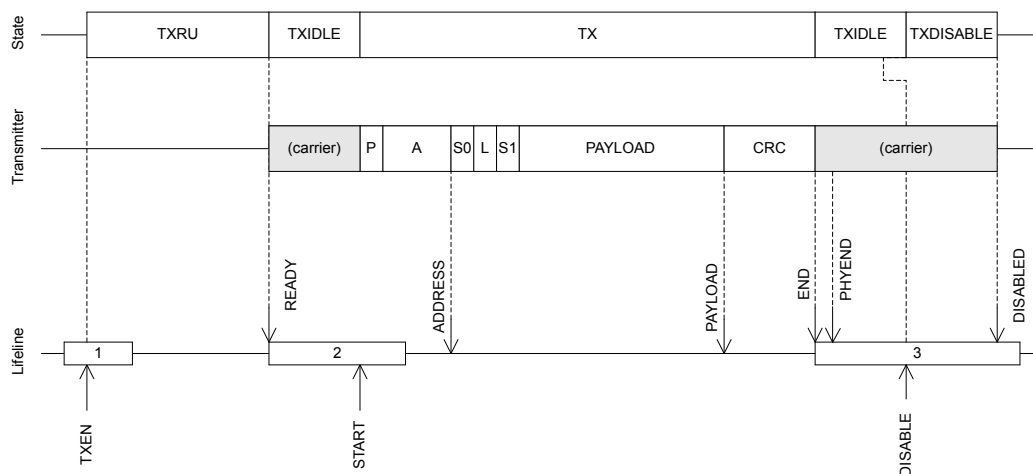 State
TXRU
TXIDLE
TX
TXIDLE
TXDISABLE
Transmitter
(carrier)
P
A
S0
L
S1
PAYLOAD
CRC
(carrier)
READY
ADDRESS
PAYLOAD
END
PHYEND
DISABLED
Lifeline
1
2
3
TXEN
START
DISABLE